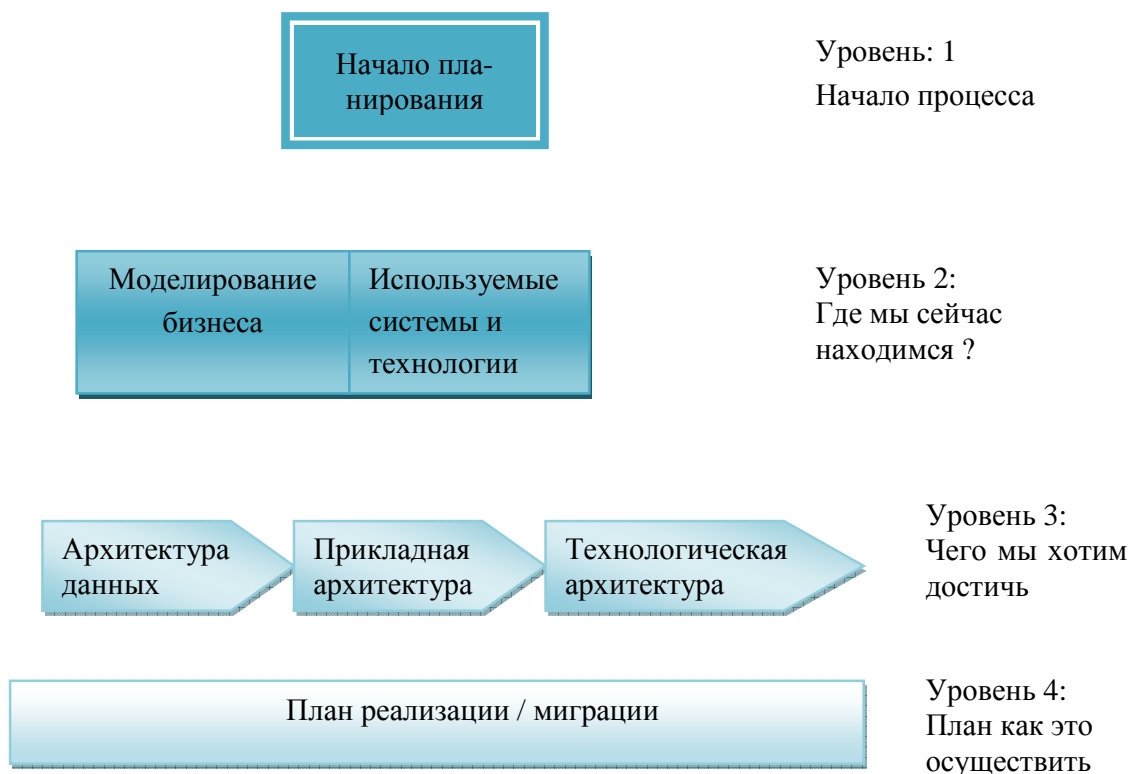 Начало пла-
нирования
Уровень: 1
Начало процесса
Моделирование
бизнеса
Используемые
системы и
технологии
Уровень 2:
Где мы сейчас
находимся ?
Архитектура
данных
Прикладная
архитектура
Технологическая
архитектура
Уровень 3:
Чего мы хотим
достичь
План реализации / миграции
Уровень 4:
План как это
осуществить